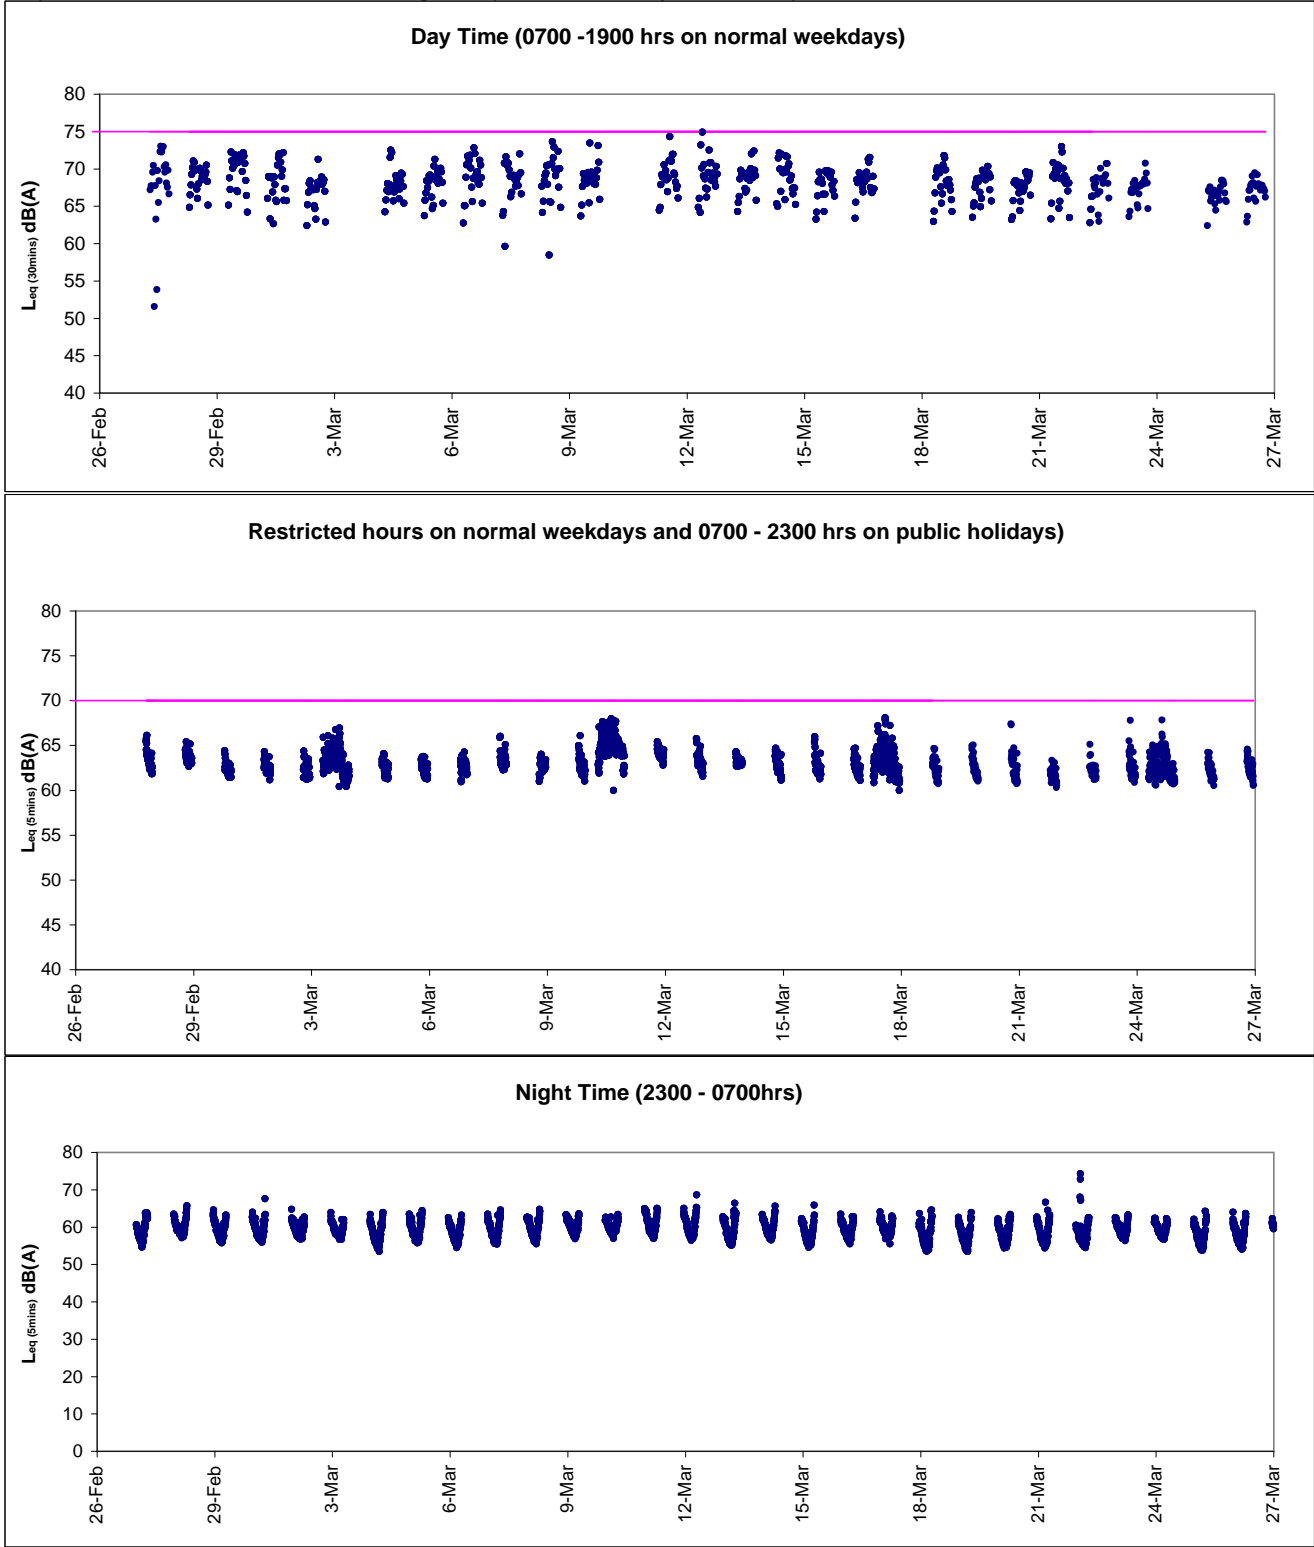 Day Time (0700 -1900 hrs on normal weekdays)
80
75
70
65
60
55
50
45
40
Leq (30mins) dB(A)
26-Feb
29-Feb
3-Mar
6-Mar
9-Mar
12-Mar
15-Mar
18-Mar
21-Mar
24-Mar
27-Mar
Restricted hours on normal weekdays and 0700 - 2300 hrs on public holidays)
80
75
70
65
60
55
50
45
40
Leq (5mins) dB(A)
26-Feb
29-Feb
3-Mar
6-Mar
9-Mar
12-Mar
15-Mar
18-Mar
21-Mar
24-Mar
27-Mar
Night Time (2300 - 0700hrs)
80
70
60
50
40
30
20
10
0
Leq (5mins) dB(A)
26-Feb
29-Feb
3-Mar
6-Mar
9-Mar
12-Mar
15-Mar
18-Mar
21-Mar
24-Mar
27-Mar